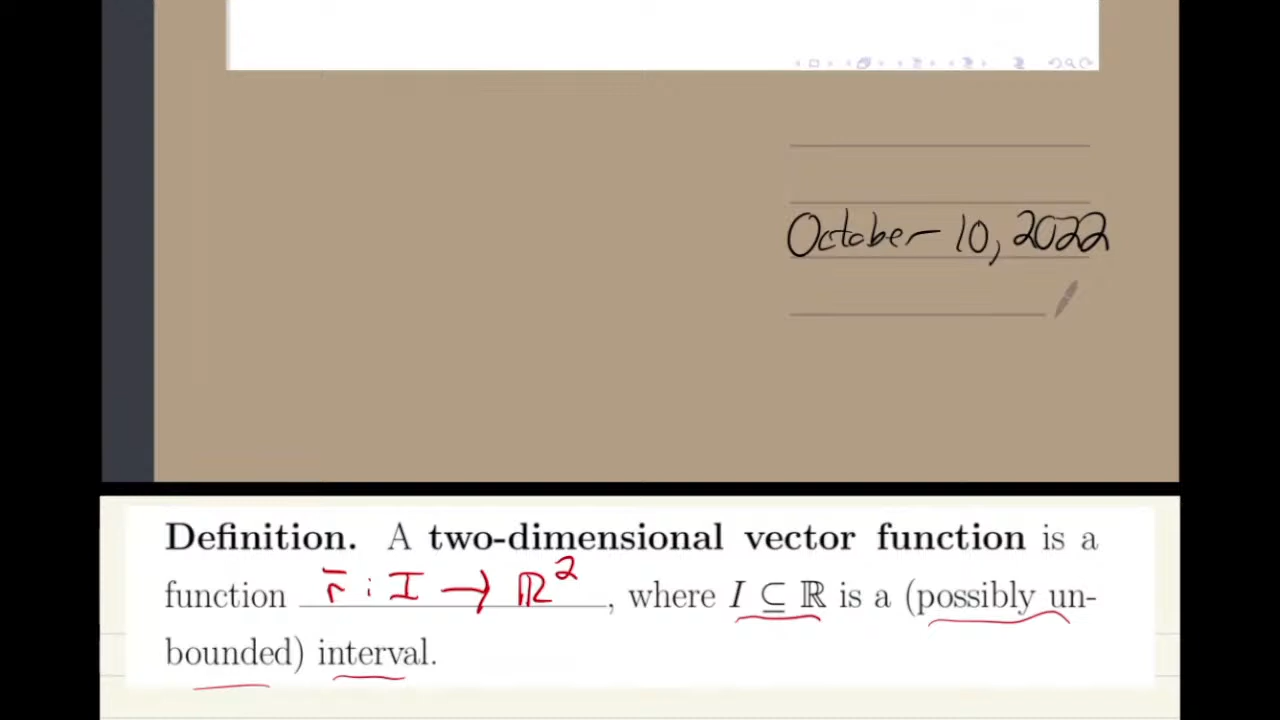 October 10, 2022
Definition. A two-dimensional vector function is a
function r̄ : I → ℝ², where I ⊆ ℝ is a (possibly un-
bounded) interval.